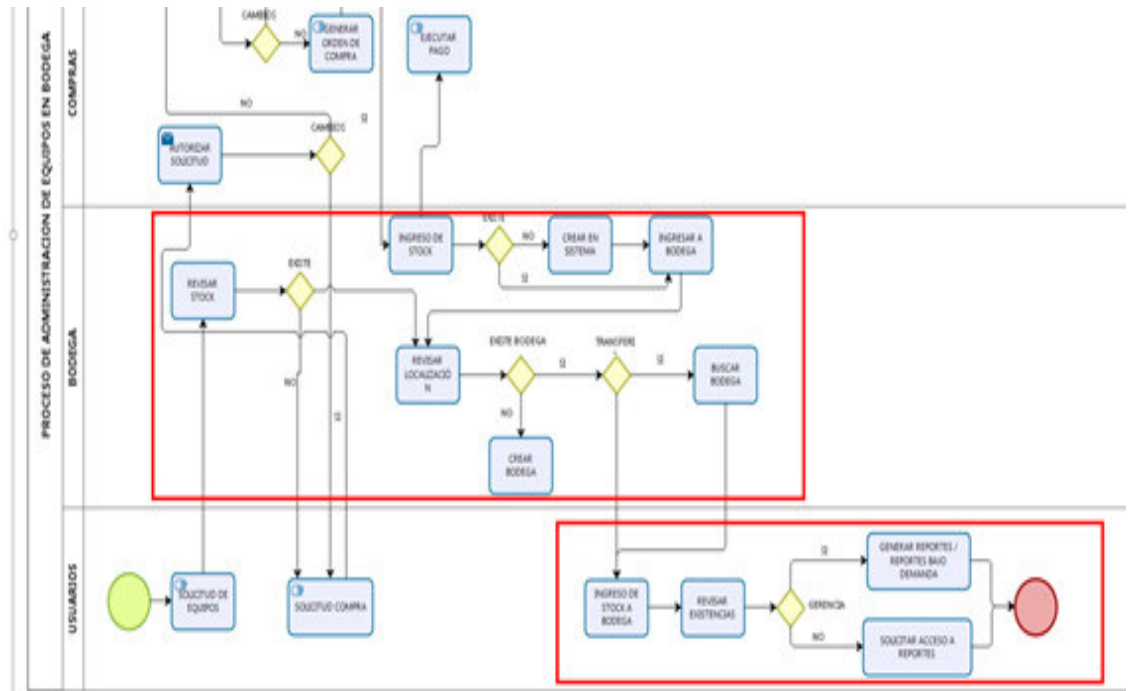 PROCESO DE ADMINISTRACION DE EQUIPOS EN BODEGA
COMPRAS
CAMBIOS
NO
GENERAR
ORDEN DE
COMPRA
EJECUTAR
PAGO
NO
SI
CAMBIOS
AUTORIZAR
SOLICITUD
BODEGA
INGRESO DE
STOCK
EXISTE
NO
CREAR EN
SISTEMA
INGRESAR A
BODEGA
SI
REVISAR
STOCK
EXISTE
NO
SI
REVISAR
LOCALIZACIÓ
N
EXISTE BODEGA
SI
TRANSFERI
SI
BUSCAR
BODEGA
NO
CREAR
BODEGA
USUARIOS
SOLICITUD DE
EQUIPOS
SOLICITUD COMPRA
INGRESO DE
STOCK A
BODEGA
REVISAR
EXISTENCIAS
GERENCIA
SI
GENERAR REPORTES /
REPORTES BAJO
DEMANDA
NO
SOLICITAR ACCESO A
REPORTES